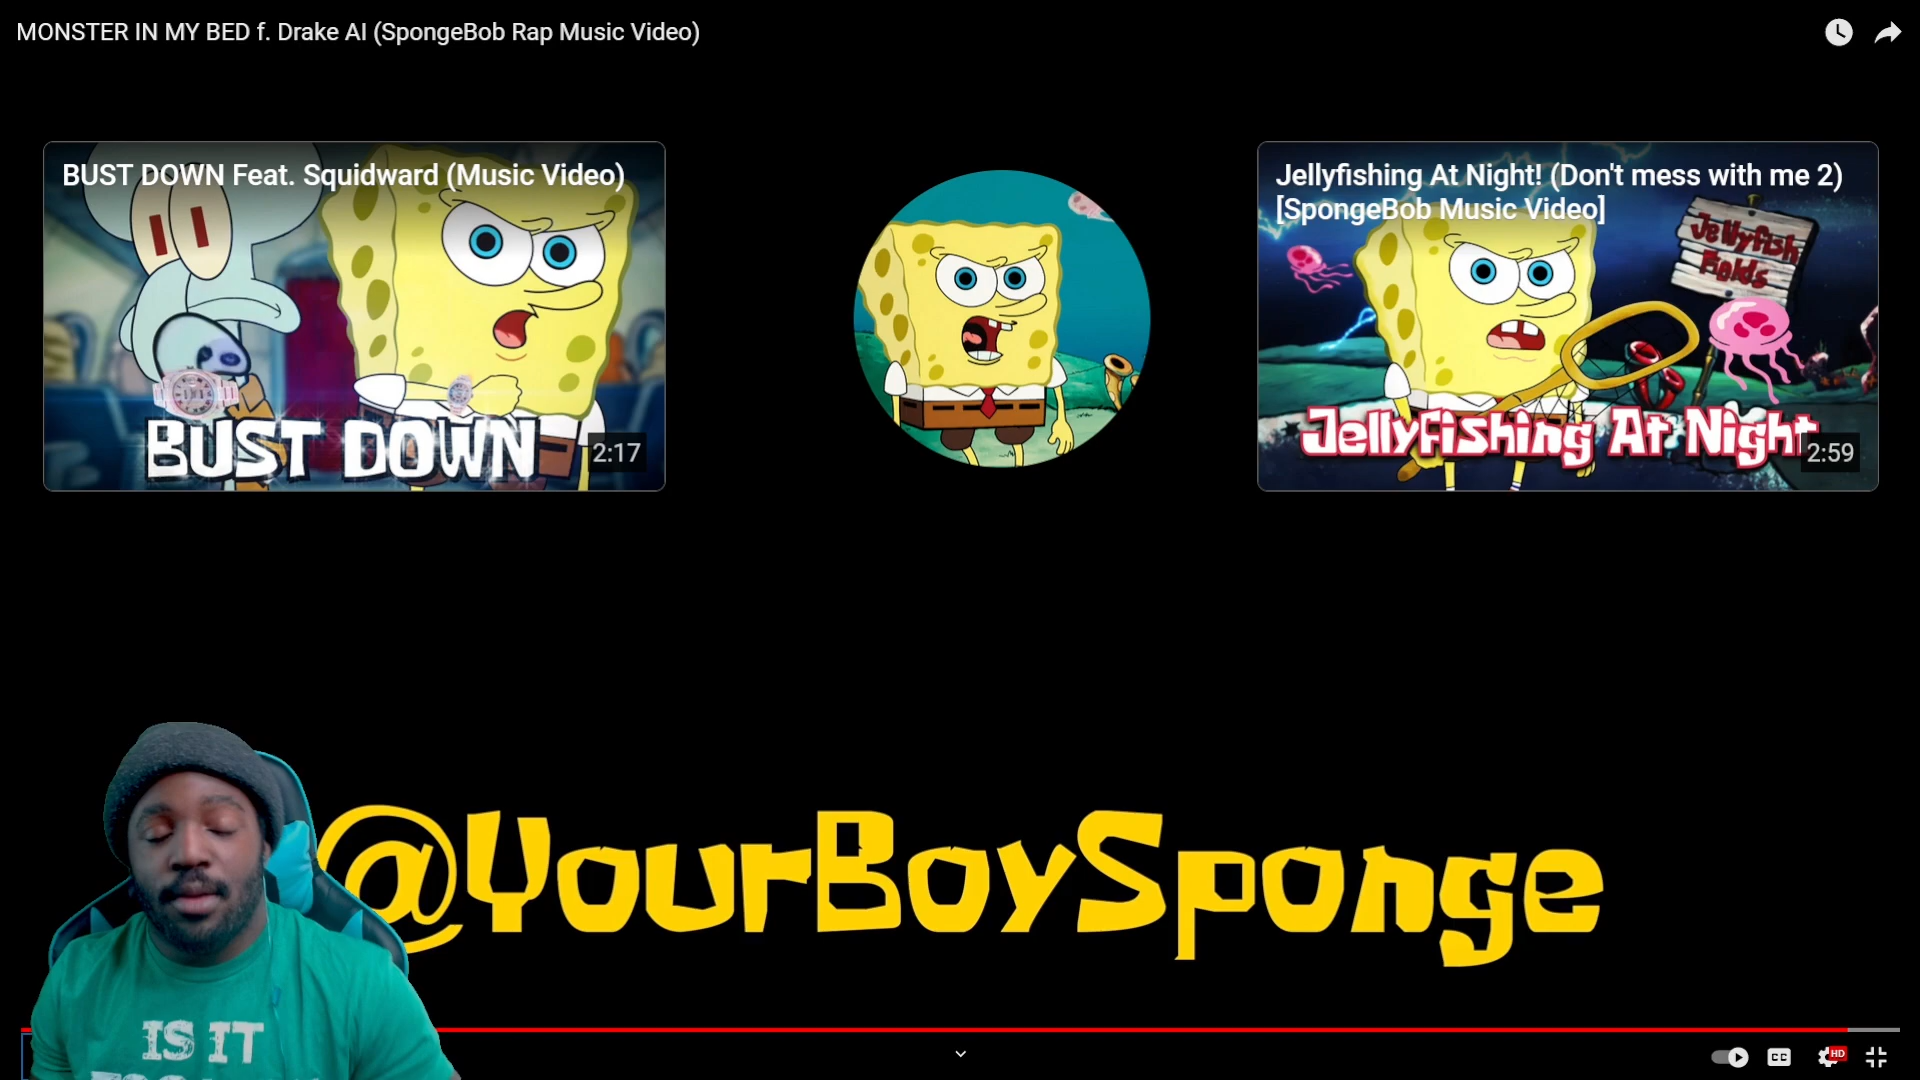 MONSTER IN MY BED f. Drake AI (SpongeBob Rap Music Video)
BUST DOWN Feat. Squidward (Music Video)
BUST DOWN
2:17
Jellyfishing At Night! (Don't mess with me 2)
[SpongeBob Music Video]
Jellyfish
Fields
Jellyfishing At Night
2:59
@YourBoySponge
IS IT
CC
HD